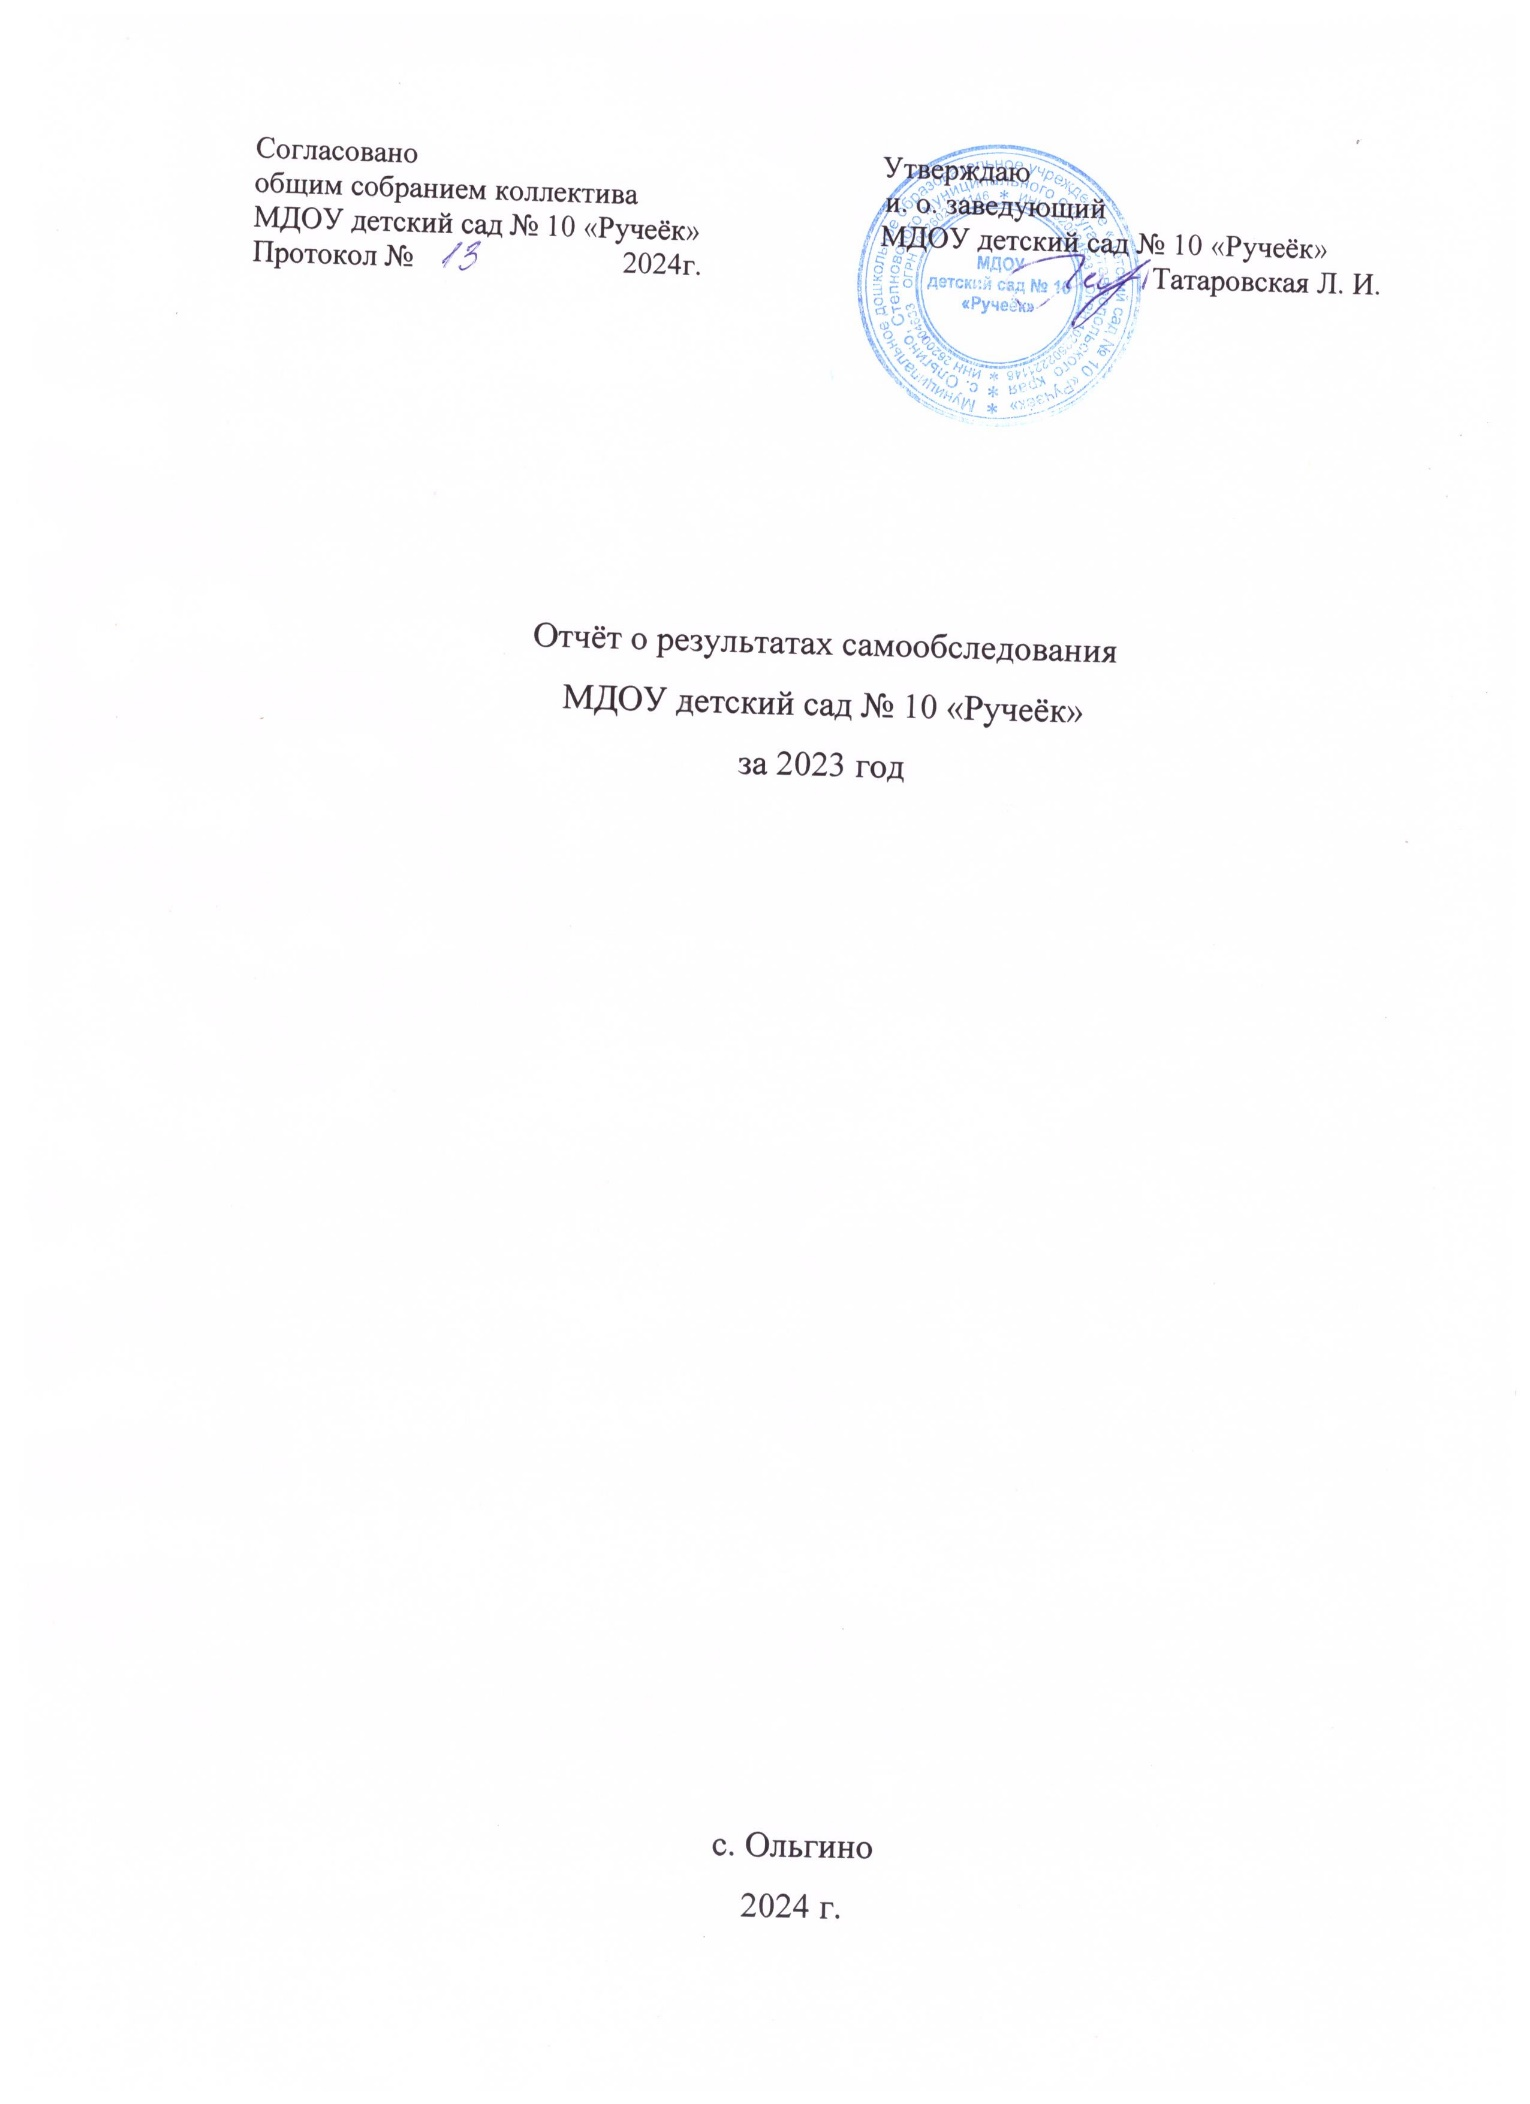 Согласовано
общим собранием коллектива
МДОУ детский сад № 10 «Ручеёк»
Протокол № 13 2024г.
Утверждаю
и. о. заведующий
МДОУ детский сад № 10 «Ручеёк»
Татаровская Л. И.
МДОУ
детский сад № 10
«Ручеёк»
Отчёт о результатах самообследования
МДОУ детский сад № 10 «Ручеёк»
за 2023 год
с. Ольгино
2024 г.